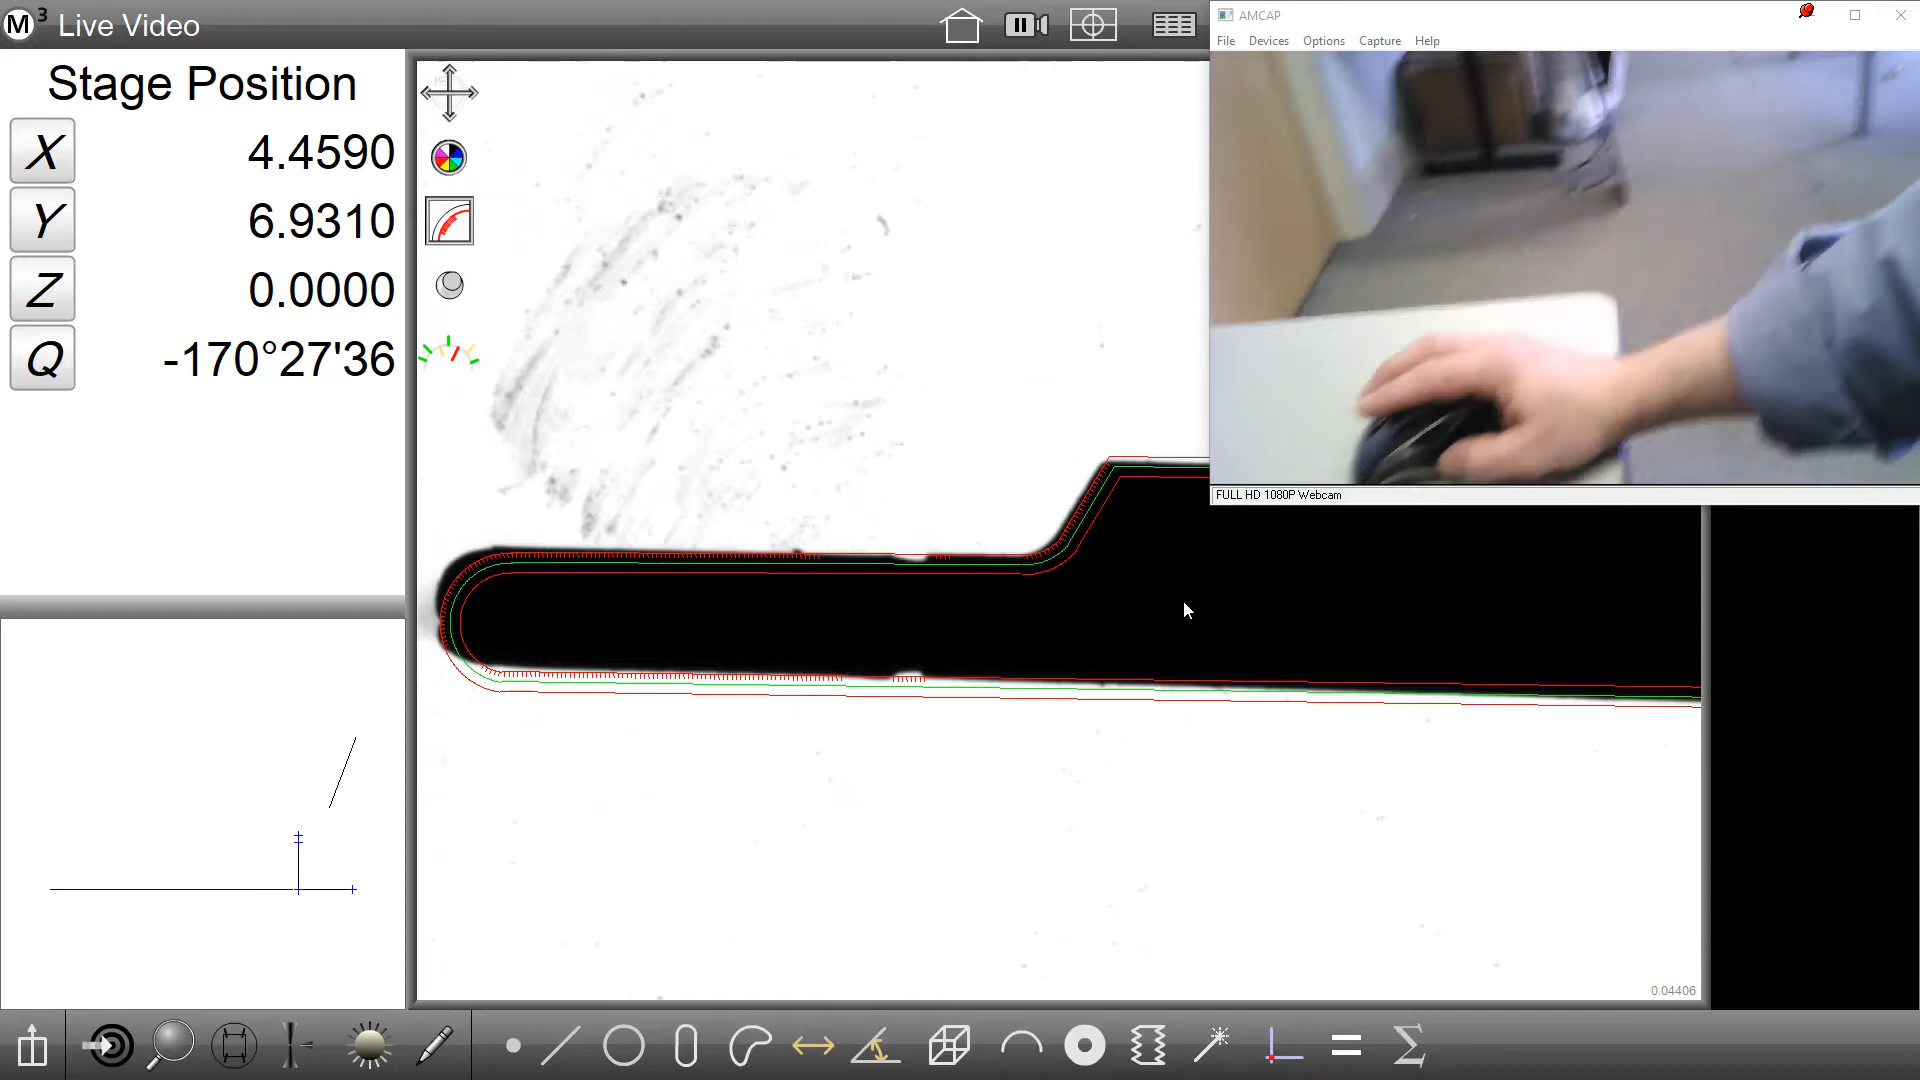 M3 Live Video
Stage Position
X 4.4590
Y 6.9310
Z 0.0000
Q -170°27'36
0.04406
AMCAP
File Devices Options Capture Help
FULL HD 1080P Webcam